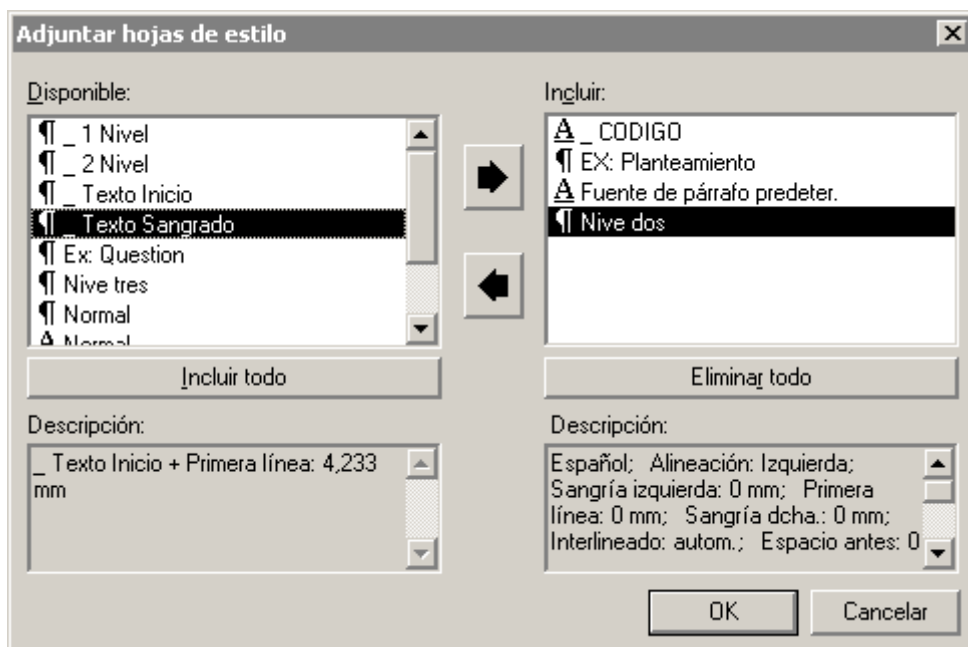 Adjuntar hojas de estilo
Disponible:
¶ _ 1 Nivel
¶ _ 2 Nivel
¶ _ Texto Inicio
¶ _ Texto Sangrado
¶ Ex: Question
¶ Nive tres
¶ Normal
A Normal
Incluir todo
Descripción:
_ Texto Inicio + Primera línea: 4,233
mm
Incluir:
A _ CODIGO
¶ EX: Planteamiento
A Fuente de párrafo predeter.
¶ Nive dos
Eliminar todo
Descripción:
Español; Alineación: Izquierda;
Sangría izquierda: 0 mm; Primera
línea: 0 mm; Sangría dcha.: 0 mm;
Interlineado: autom.; Espacio antes: 0
OK
Cancelar